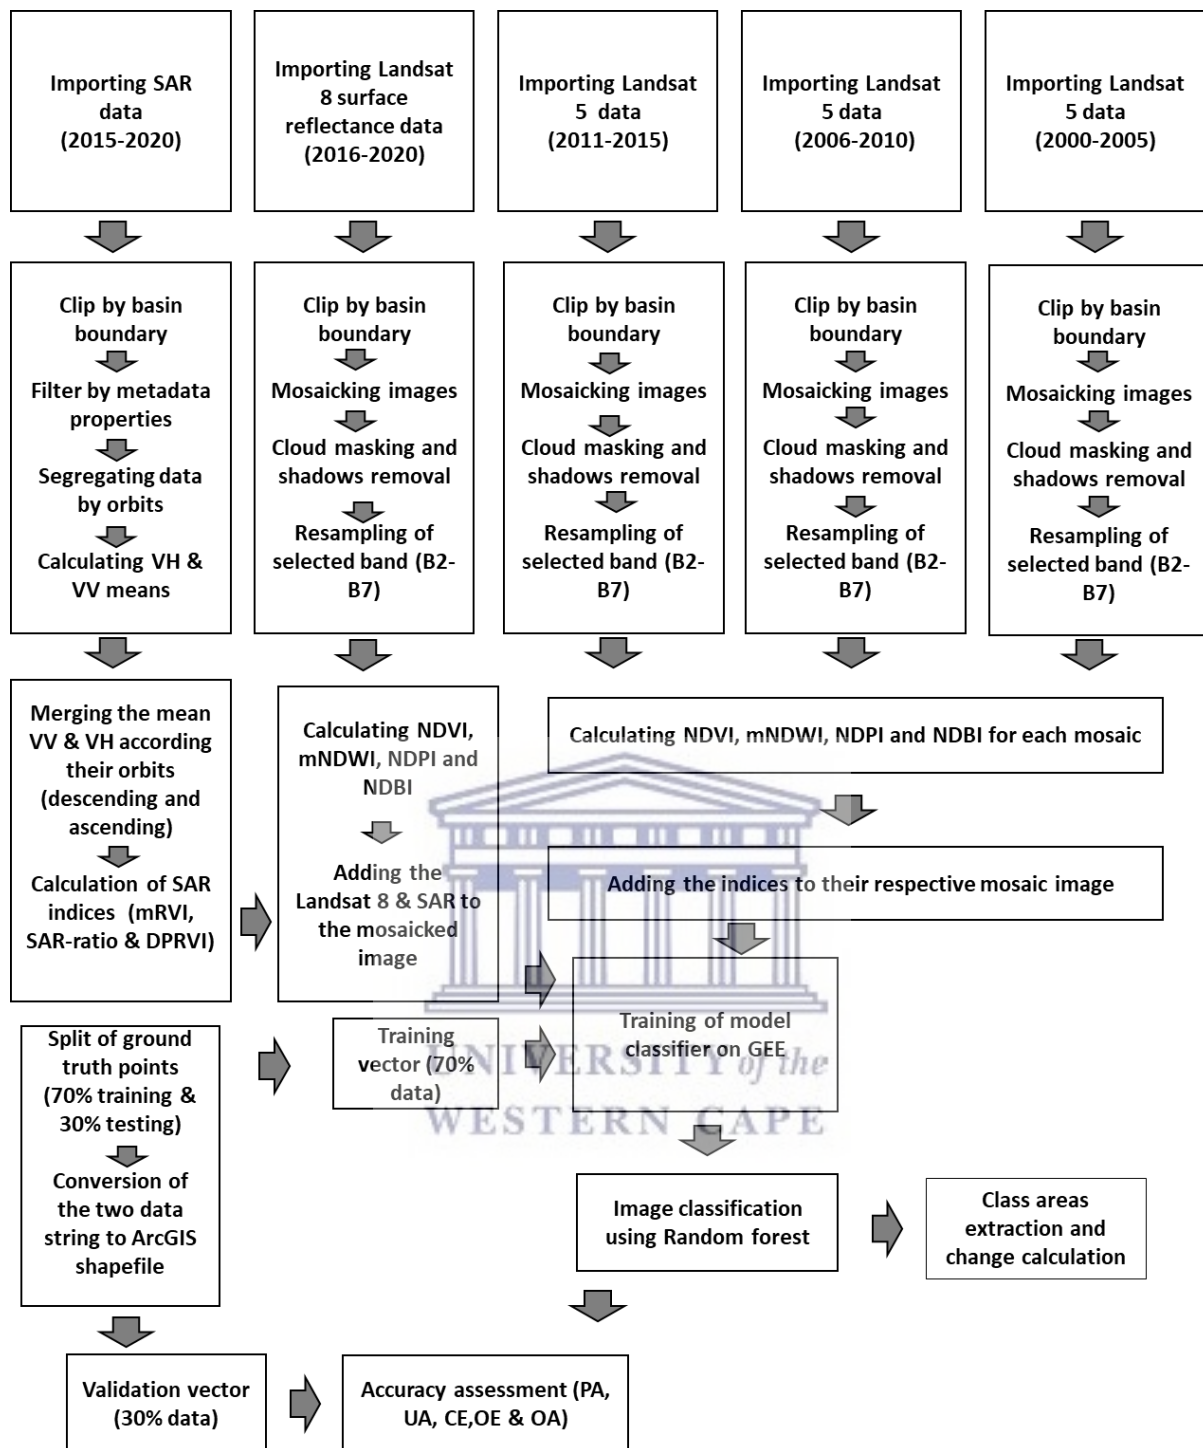 Importing SAR
data
(2015-2020)
Importing Landsat
8 surface
reflectance data
(2016-2020)
Importing Landsat
5 data
(2011-2015)
Importing Landsat
5 data
(2006-2010)
Importing Landsat
5 data
(2000-2005)
Clip by basin
boundary
Filter by metadada
properties
Segregating data
by orbits
Calculating VH &
VV means
Clip by basin
boundary
Mosaicking images
Cloud masking and
shadows removal
Resampling of
selected band (B2-
B7)
Clip by basin
boundary
Mosaicking images
Cloud masking and
shadows removal
Resampling of
selected band (B2-
B7)
Clip by basin
boundary
Mosaicking images
Cloud masking and
shadows removal
Resampling of
selected band (B2-
B7)
Clip by basin
boundary
Mosaicking images
Cloud masking and
shadows removal
Resampling of
selected band (B2-
B7)
Merging the mean
VV & VH according
their orbits
(descending and
ascending)
Calculation of SAR
indices (mRVI,
SAR-ratio & DPRVI)
Calculating NDVI,
mNDWI, NDPI and
NDBI
Adding the
Landsat 8 & SAR to
the mosaicked
image
Calculating NDVI, mNDWI, NDPI and NDBI for each mosaic
Adding the indices to their respective mosaic image
Split of ground
truth points
(70% training &
30% testing)
Conversion of
the two data
string to ArcGIS
shapefile
Training
vector (70%
data)
Training of model
classifier on GEE
UNIVERSITY of the
WESTERN CAPE
Image classification
using Random forest
Class areas
extraction and
change calculation
Validation vector
(30% data)
Accuracy assessment (PA,
UA, CE,OE & OA)